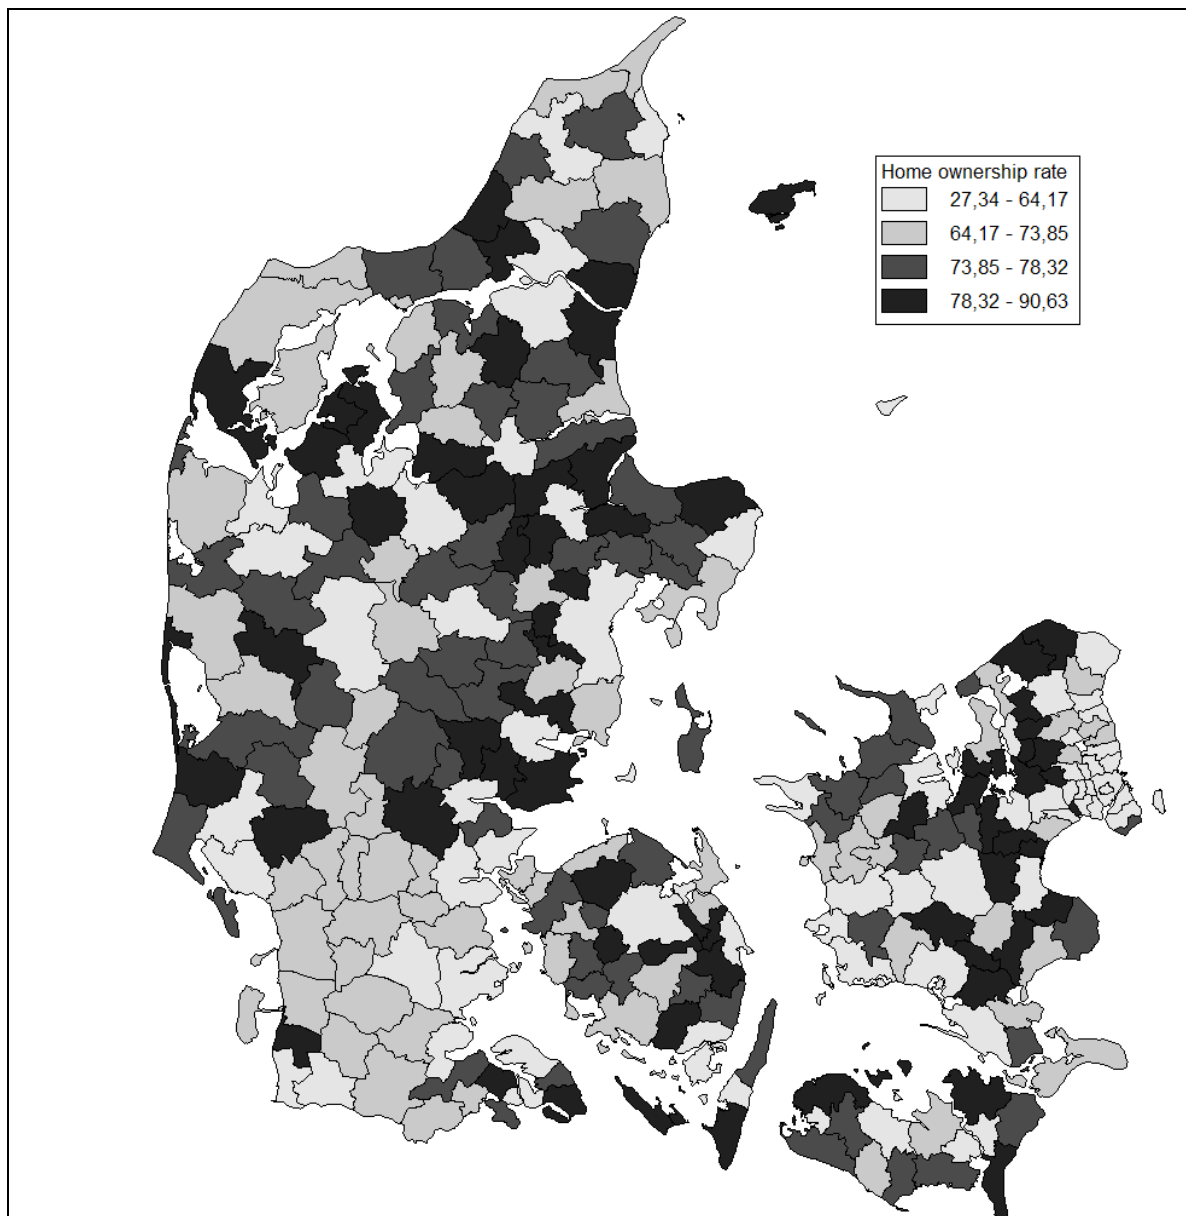 Home ownership rate
27,34 - 64,17
64,17 - 73,85
73,85 - 78,32
78,32 - 90,63